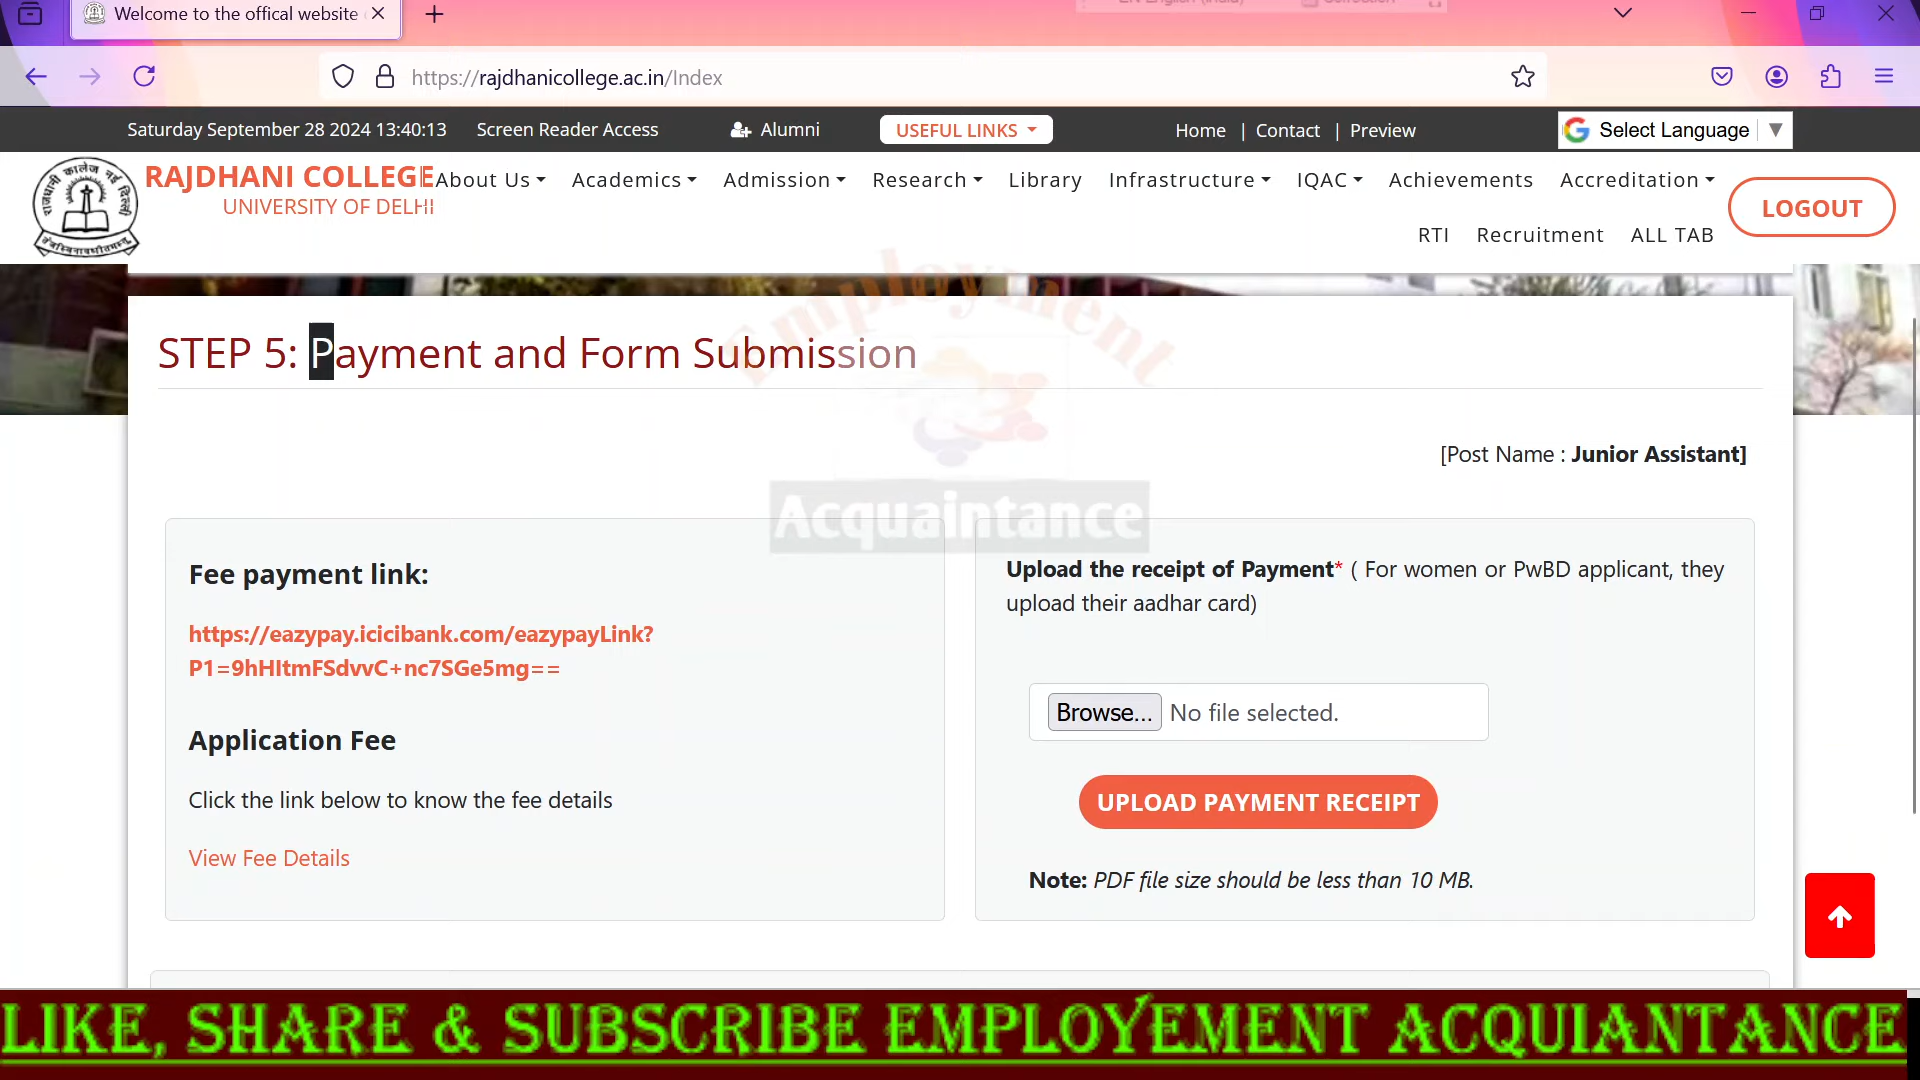 Welcome to the offical website
https://rajdhanicollege.ac.in/Index
Saturday September 28 2024 13:40:13 Screen Reader Access Alumni USEFUL LINKS Home | Contact | Preview Select Language
RAJDHANI COLLEGE
UNIVERSITY OF DELHI
About Us Academics Admission Research Library Infrastructure IQAC Achievements Accreditation
RTI Recruitment ALL TAB
LOGOUT
Employment
Acquaintance
STEP 5: Payment and Form Submission
[Post Name : Junior Assistant]
Fee payment link:
https://eazypay.icicibank.com/eazypayLink?
P1=9hHItmFSdvvC+nc7SGe5mg==
Application Fee
Click the link below to know the fee details
View Fee Details
Upload the receipt of Payment* ( For women or PwBD applicant, they
upload their aadhar card)
Browse... No file selected.
UPLOAD PAYMENT RECEIPT
Note: PDF file size should be less than 10 MB.
LIKE, SHARE & SUBSCRIBE EMPLOYEMENT ACQUIANTANCE